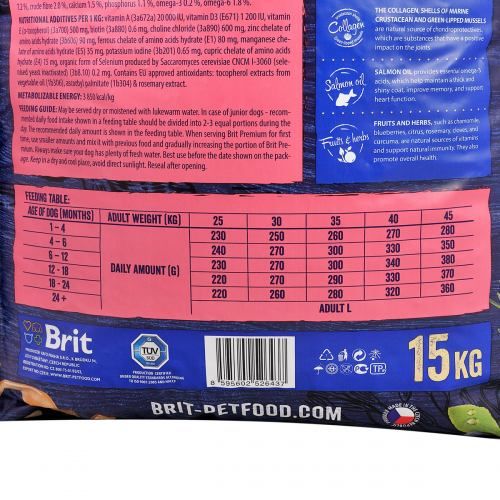 12%, crude fibre 2.8%, calcium 1.5%, phosphorus 1.1%, omega-3 0.2 %, omega-6 1.8 %.
NUTRITIONAL ADDITIVES PER 1 KG: vitamin A (3a672a) 20 000 IU, vitamin D3 (E671) 1 200 IU, vitamin
E (α-tocopherol) (3a700) 500 mg, biotin (3a880) 0.6 mg, choline chloride (3a890) 600 mg, zinc chelate of
amino acids hydrate (3b606) 90 mg, ferrous chelate of amino acids hydrate (E1) 80 mg, manganese che-
late of amino acids hydrate (E5) 35 mg, potassium iodine (3b201) 0.65 mg, cupric chelate of amino acids
hydrate (E4) 15 mg, organic form of Selenium produced by Saccaromyces cerevisiae CNCM I-3060 (sele-
nised yeast inactivated) (3b8.10) 0.2 mg. Contains EU approved antioxidants: tocopherol extracts from
vegetable oil (1b306), ascorbyl palmitate (1b304) & rosemary extract.
METABOLIZABLE ENERGY: 3 850 kcal/kg
FEEDING GUIDE: May be served dry or moistened with lukewarm water. In case of junior dogs – recom-
mended daily food intake shown in a feeding table should be divided into 2-3 equal portions during the
day. The recommended daily amount is shown in the feeding table. When serving Brit Premium for first
time, use smaller amounts and mix it with previous food and gradually increasing the portion of Brit Pre-
mium. Always make sure your dog has plenty of fresh water. Best use before the date shown on the pack-
age. Keep in a dry and cool place, avoid direct sunlight. Reseal after opening.
Collagen
THE COLLAGEN, SHELLS OF MARINE
CRUSTACEAN AND GREEN LIPPED MUSSELS
are natural source of chondroprotectives,
which are substances that have a positive
impact on the joints.
Salmon oil
SALMON OIL provides essential omega-3
acids, which help maintain a thick and
shiny coat, improve memory, and support
heart function.
Fruits & herbs
FRUITS AND HERBS, such as chamomile,
blueberries, citrus, rosemary, cloves, and
curcuma, are natural sources of vitamins
and support natural immunity. They also
promote overall health.
FEEDING TABLE:
AGE OF DOG (MONTHS) ADULT WEIGHT (KG) 25 30 35 40 45
1 – 4 230 250 260 270 280
4 – 6 240 270 300 330 350
6 – 12 DAILY AMOUNT (G) 230 270 300 330 350
12 - 18 230 270 290 340 370
18 - 24 220 270 280 330 360
24 + 220 260 280 320 360
ADULT L
Brit
TÜV
SÜD
PRODUCTION CERTIFIED
UNDER QUALITY STANDARDS ACCORDING
TO ISO
8 595602 526437
15 KG
BRIT-PETFOOD.COM